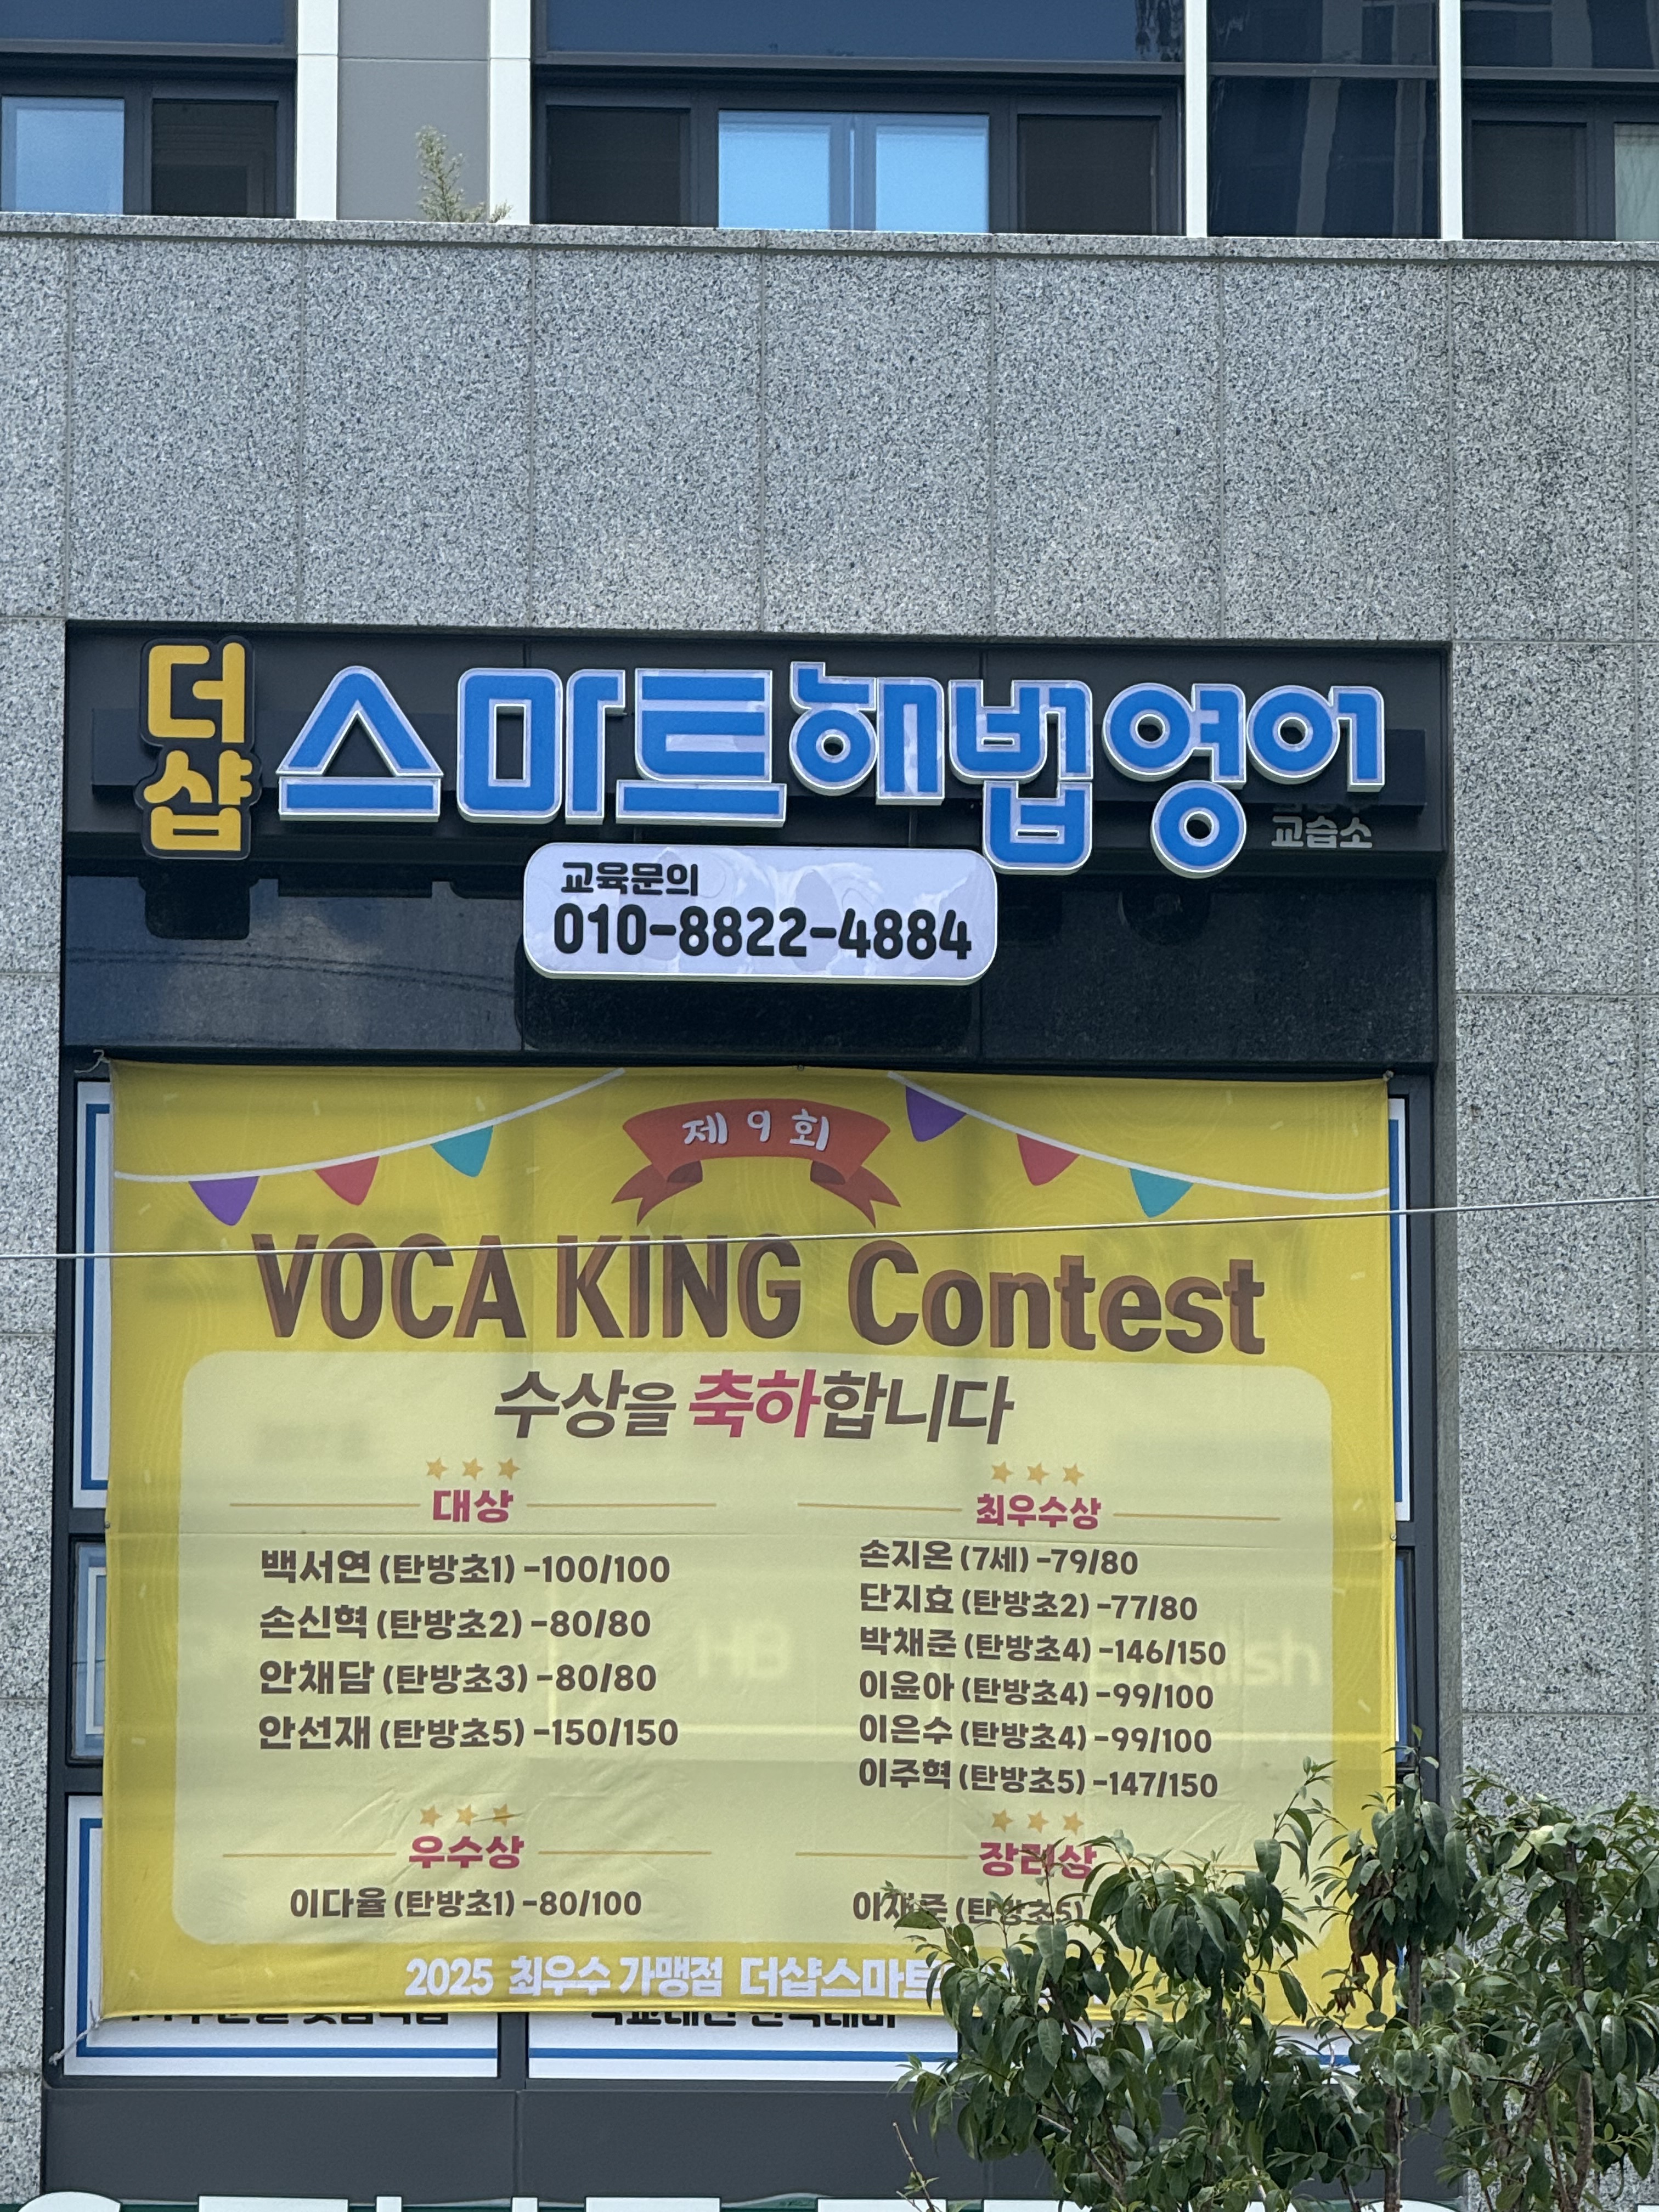 더샵 스마트해법영어
교습소
교육문의
010-8822-4884
제 9 회
VOCA KING Contest
수상을 축하합니다
대상
백서연 (탄방초1) -100/100
손신혁 (탄방초2) -80/80
안채담 (탄방초3) -80/80
안선재 (탄방초5) -150/150
최우수상
손지온 (7세) -79/80
단지효 (탄방초2) -77/80
박채준 (탄방초4) -146/150
이윤아 (탄방초4) -99/100
이은수 (탄방초4) -99/100
이주혁 (탄방초5) -147/150
우수상
이다율 (탄방초1) -80/100
장려상
(탄방초5)
2025 최우수 가맹점 더샵스마트